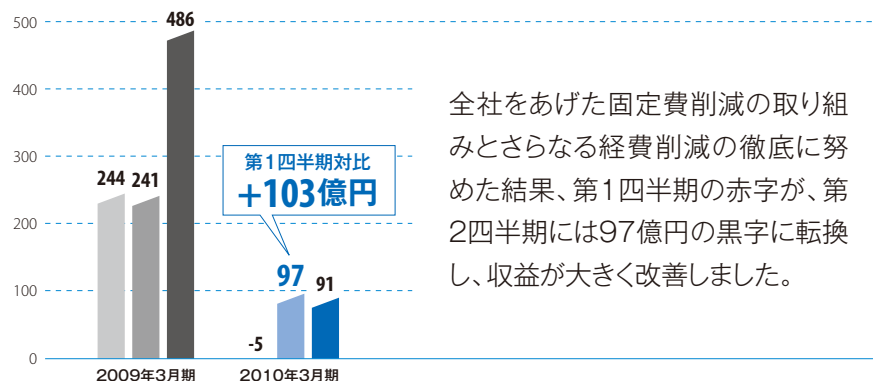 500
400
300
200
100
0
244
241
486
第1四半期対比
+103億円
-5
97
91
2009年3月期
2010年3月期
全社をあげた固定費削減の取り組
みとさらなる経費削減の徹底に努
めた結果、第1四半期の赤字が、第
2四半期には97億円の黒字に転換
し、収益が大きく改善しました。